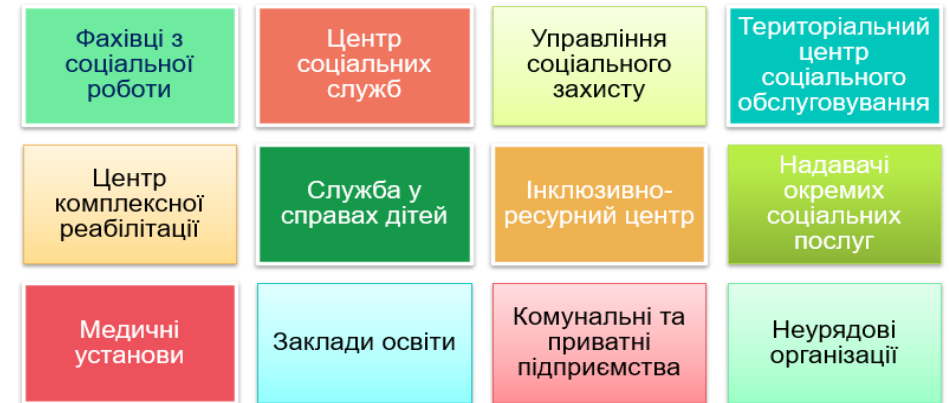 Фахівці з
соціальної
роботи
Центр
соціальних
служб
Управління
соціального
захисту
Територіальний
центр
соціального
обслуговування
Центр
комплексної
реабілітації
Служба у
справах дітей
Інклюзивно-
ресурний центр
Надавачі
окремих
соціальних
послуг
Медичні
установи
Заклади освіти
Комунальні та
приватні
підприємства
Неурядові
організації